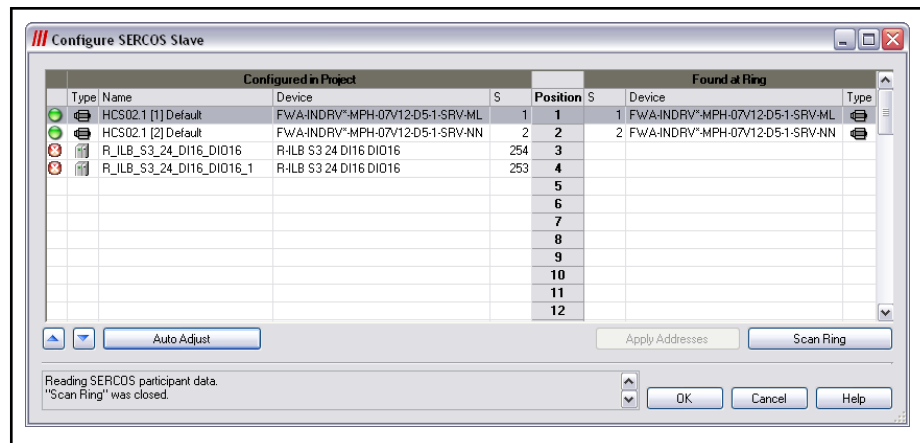 Configure SERCOS Slave
Configured in Project Found at Ring
Type Name Device S Position S Device Type
HCS02.1 [1] Default FWA-INDRV*-MPH-07V12-D5-1-SRV-ML 1 1 1 FWA-INDRV*-MPH-07V12-D5-1-SRV-ML
HCS02.1 [2] Default FWA-INDRV*-MPH-07V12-D5-1-SRV-NN 2 2 2 FWA-INDRV*-MPH-07V12-D5-1-SRV-NN
R_ILB_S3_24_DI16_DIO16 R-ILB S3 24 DI16 DIO16 254 3
R_ILB_S3_24_DI16_DIO16_1 R-ILB S3 24 DI16 DIO16 253 4
5
6
7
8
9
10
11
12
Auto Adjust Apply Addresses Scan Ring
Reading SERCOS participant data.
"Scan Ring" was closed.
OK Cancel Help